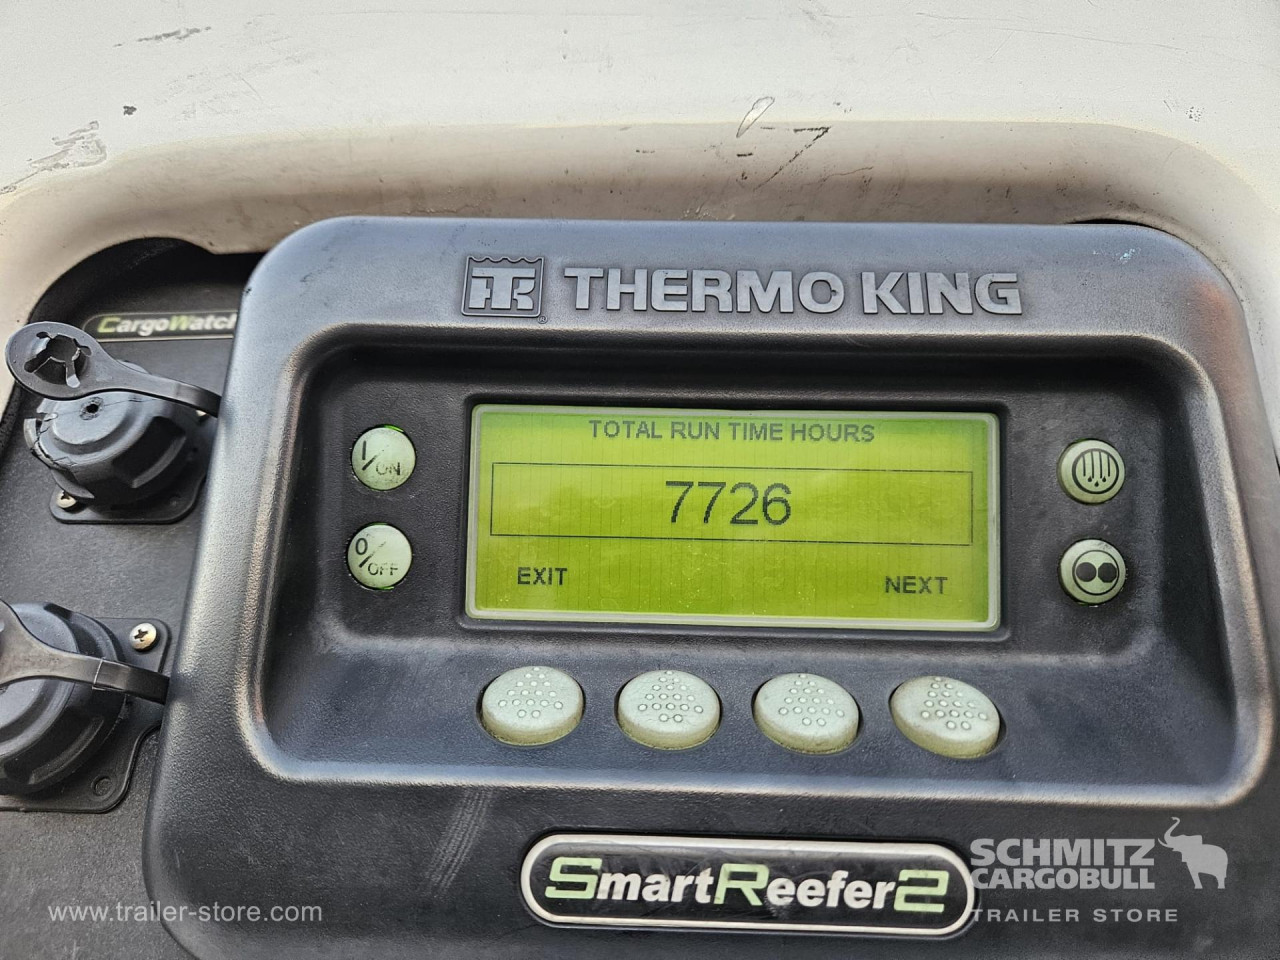 TK ® THERMO KING
CargoWatch
TOTAL RUN TIME HOURS
I/ON
7726
0/OFF
EXIT NEXT
SmartReefer2
SCHMITZ
CARGOBULL
TRAILER STORE
www.trailer-store.com